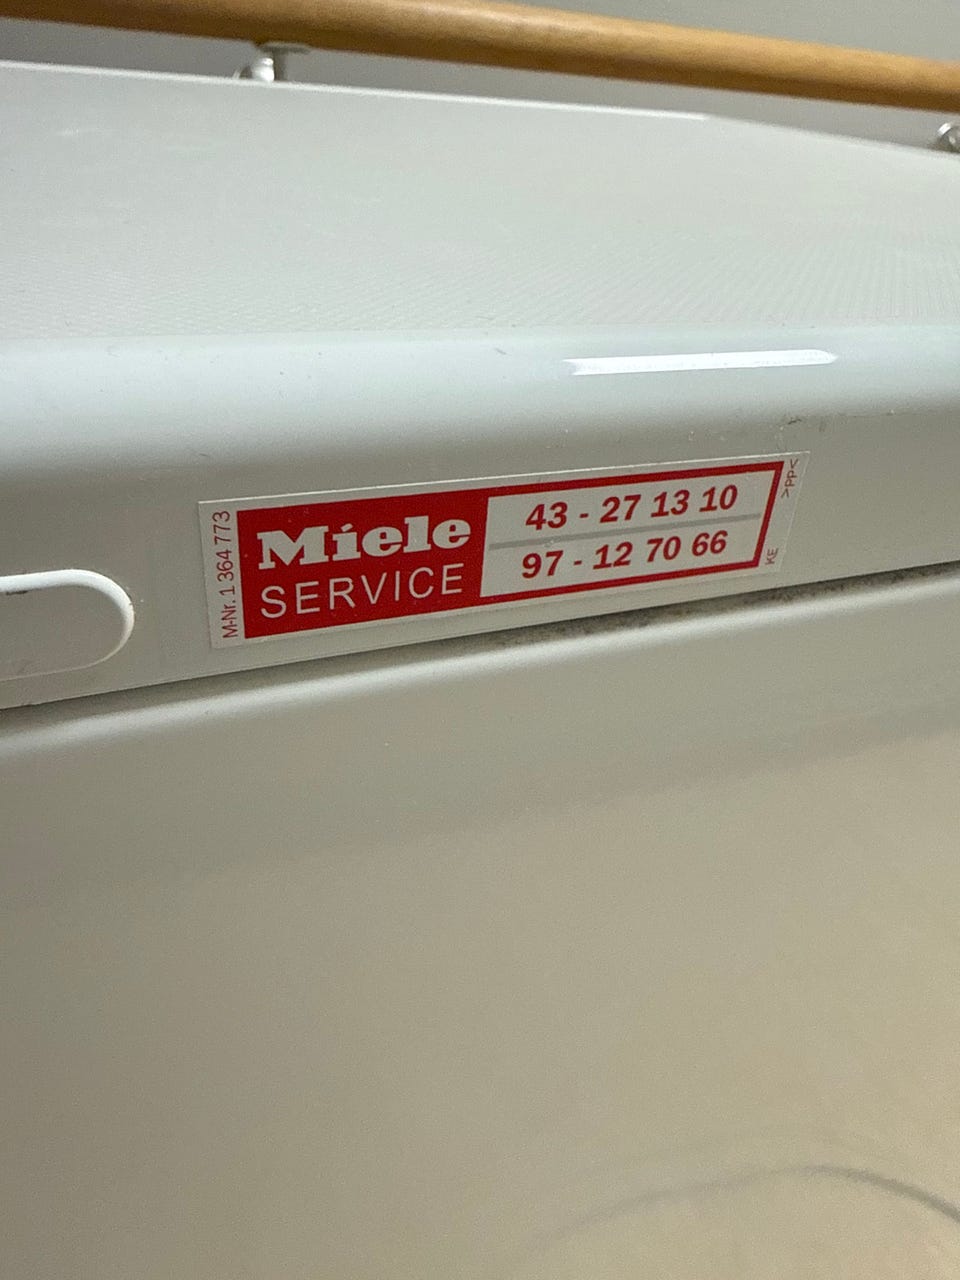 M-Nr. 1 364 773
Miele
SERVICE
43 - 27 13 10
97 - 12 70 66
>PP<
KE